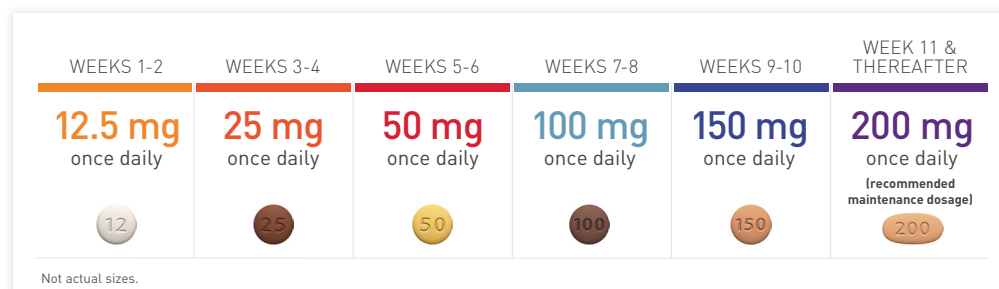 WEEKS 1-2
12.5 mg
once daily
12
WEEKS 3-4
25 mg
once daily
25
WEEKS 5-6
50 mg
once daily
50
WEEKS 7-8
100 mg
once daily
100
WEEKS 9-10
150 mg
once daily
150
WEEK 11 &
THEREAFTER
200 mg
once daily
(recommended
maintenance dosage)
200
Not actual sizes.